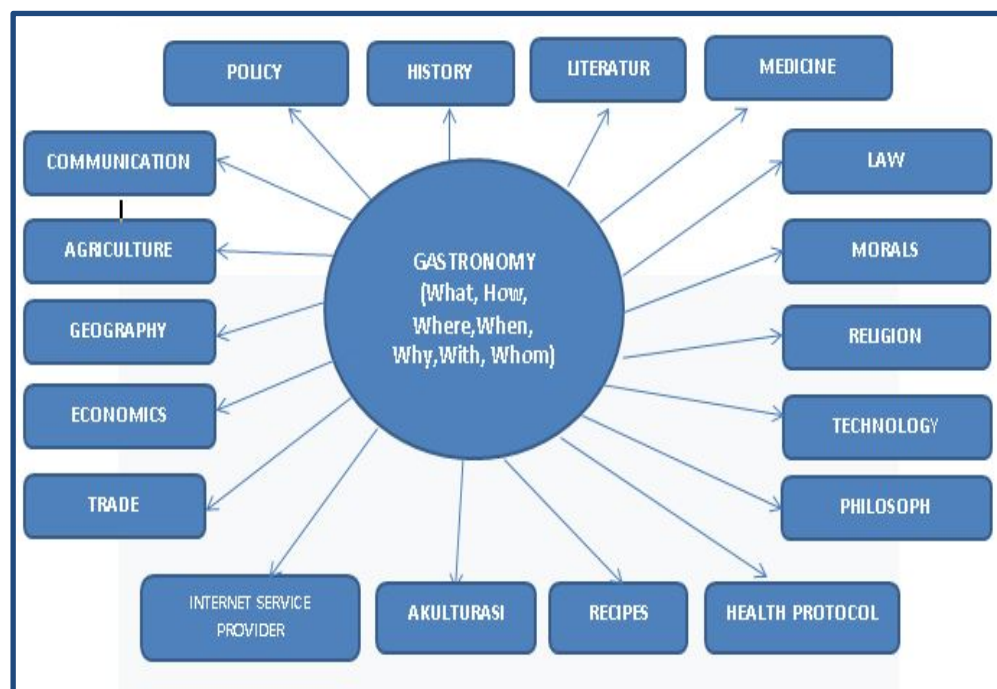 POLICY
HISTORY
LITERATUR
MEDICINE
COMMUNICATION
LAW
AGRICULTURE
MORALS
GASTRONOMY
(What, How,
Where,When,
Why,With, Whom)
GEOGRAPHY
RELIGION
ECONOMICS
TECHNOLOGY
TRADE
PHILOSOPH
INTERNET SERVICE
PROVIDER
AKULTURASI
RECIPES
HEALTH PROTOCOL